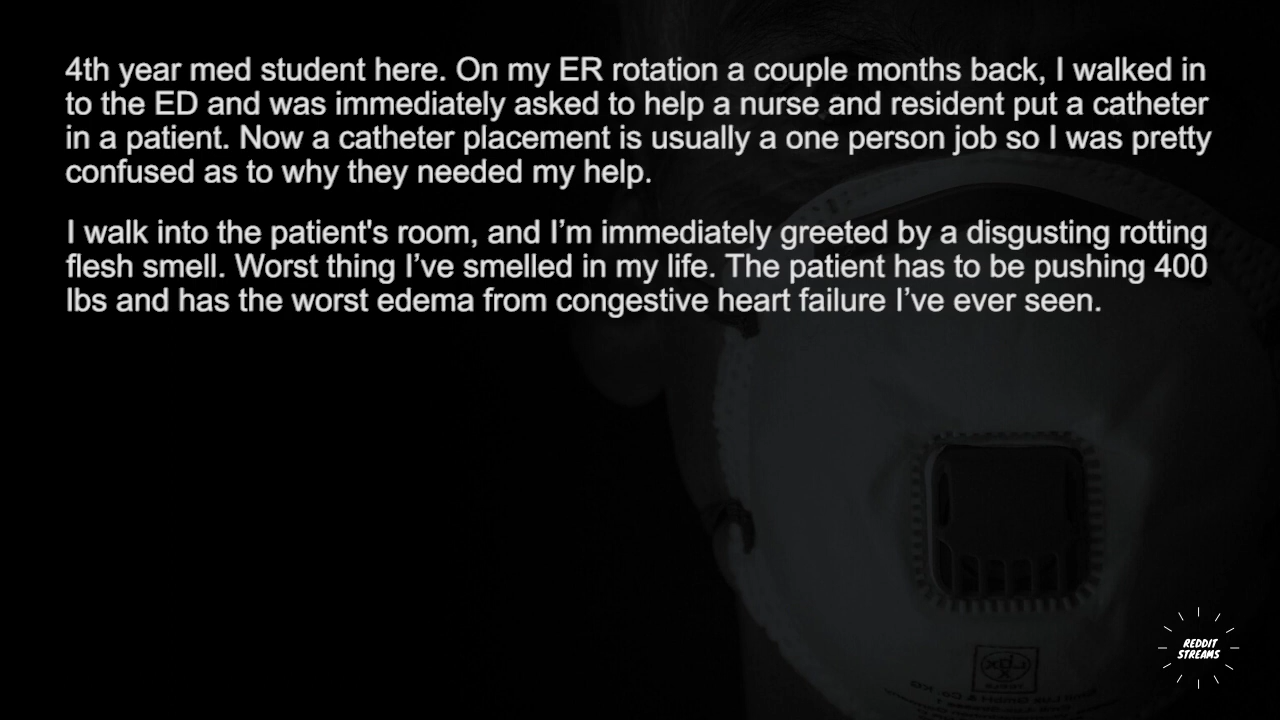 4th year med student here. On my ER rotation a couple months back, I walked in
to the ED and was immediately asked to help a nurse and resident put a catheter
in a patient. Now a catheter placement is usually a one person job so I was pretty
confused as to why they needed my help.
I walk into the patient's room, and I’m immediately greeted by a disgusting rotting
flesh smell. Worst thing I’ve smelled in my life. The patient has to be pushing 400
lbs and has the worst edema from congestive heart failure I’ve ever seen.
REDDIT
STREAMS